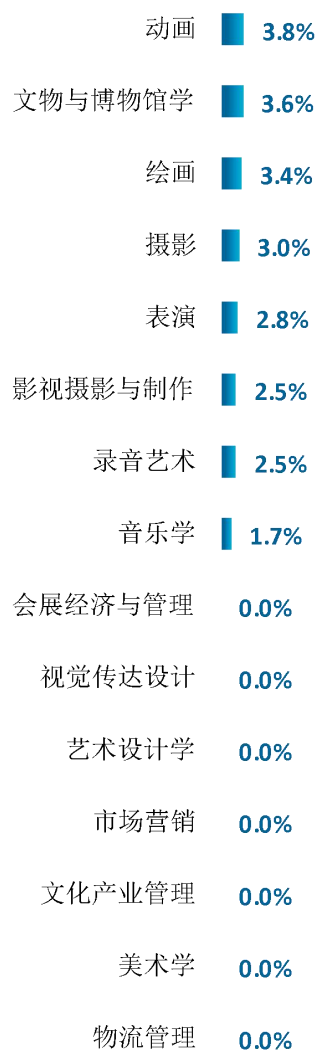 动画 3.8%
文物与博物馆学 3.6%
绘画 3.4%
摄影 3.0%
表演 2.8%
影视摄影与制作 2.5%
录音艺术 2.5%
音乐学 1.7%
会展经济与管理 0.0%
视觉传达设计 0.0%
艺术设计学 0.0%
市场营销 0.0%
文化产业管理 0.0%
美术学 0.0%
物流管理 0.0%